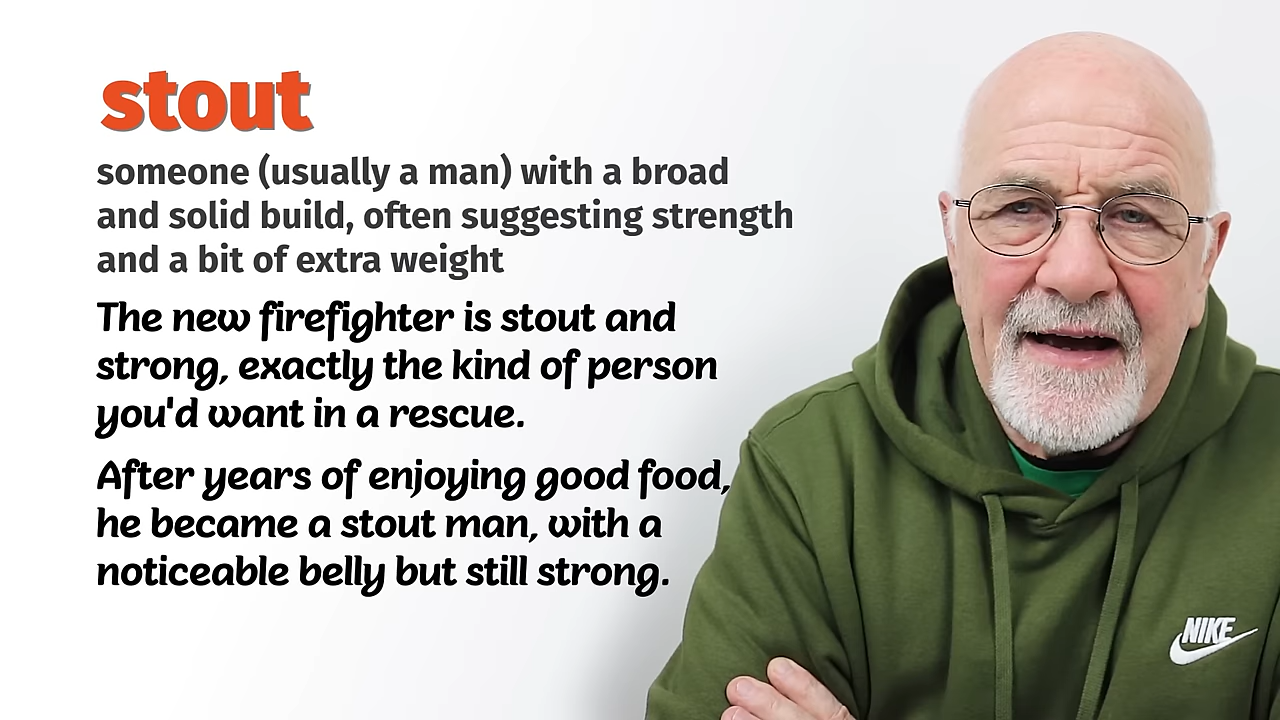 stout
someone (usually a man) with a broad
and solid build, often suggesting strength
and a bit of extra weight
The new firefighter is stout and
strong, exactly the kind of person
you'd want in a rescue.
After years of enjoying good food,
he became a stout man, with a
noticeable belly but still strong.
NIKE